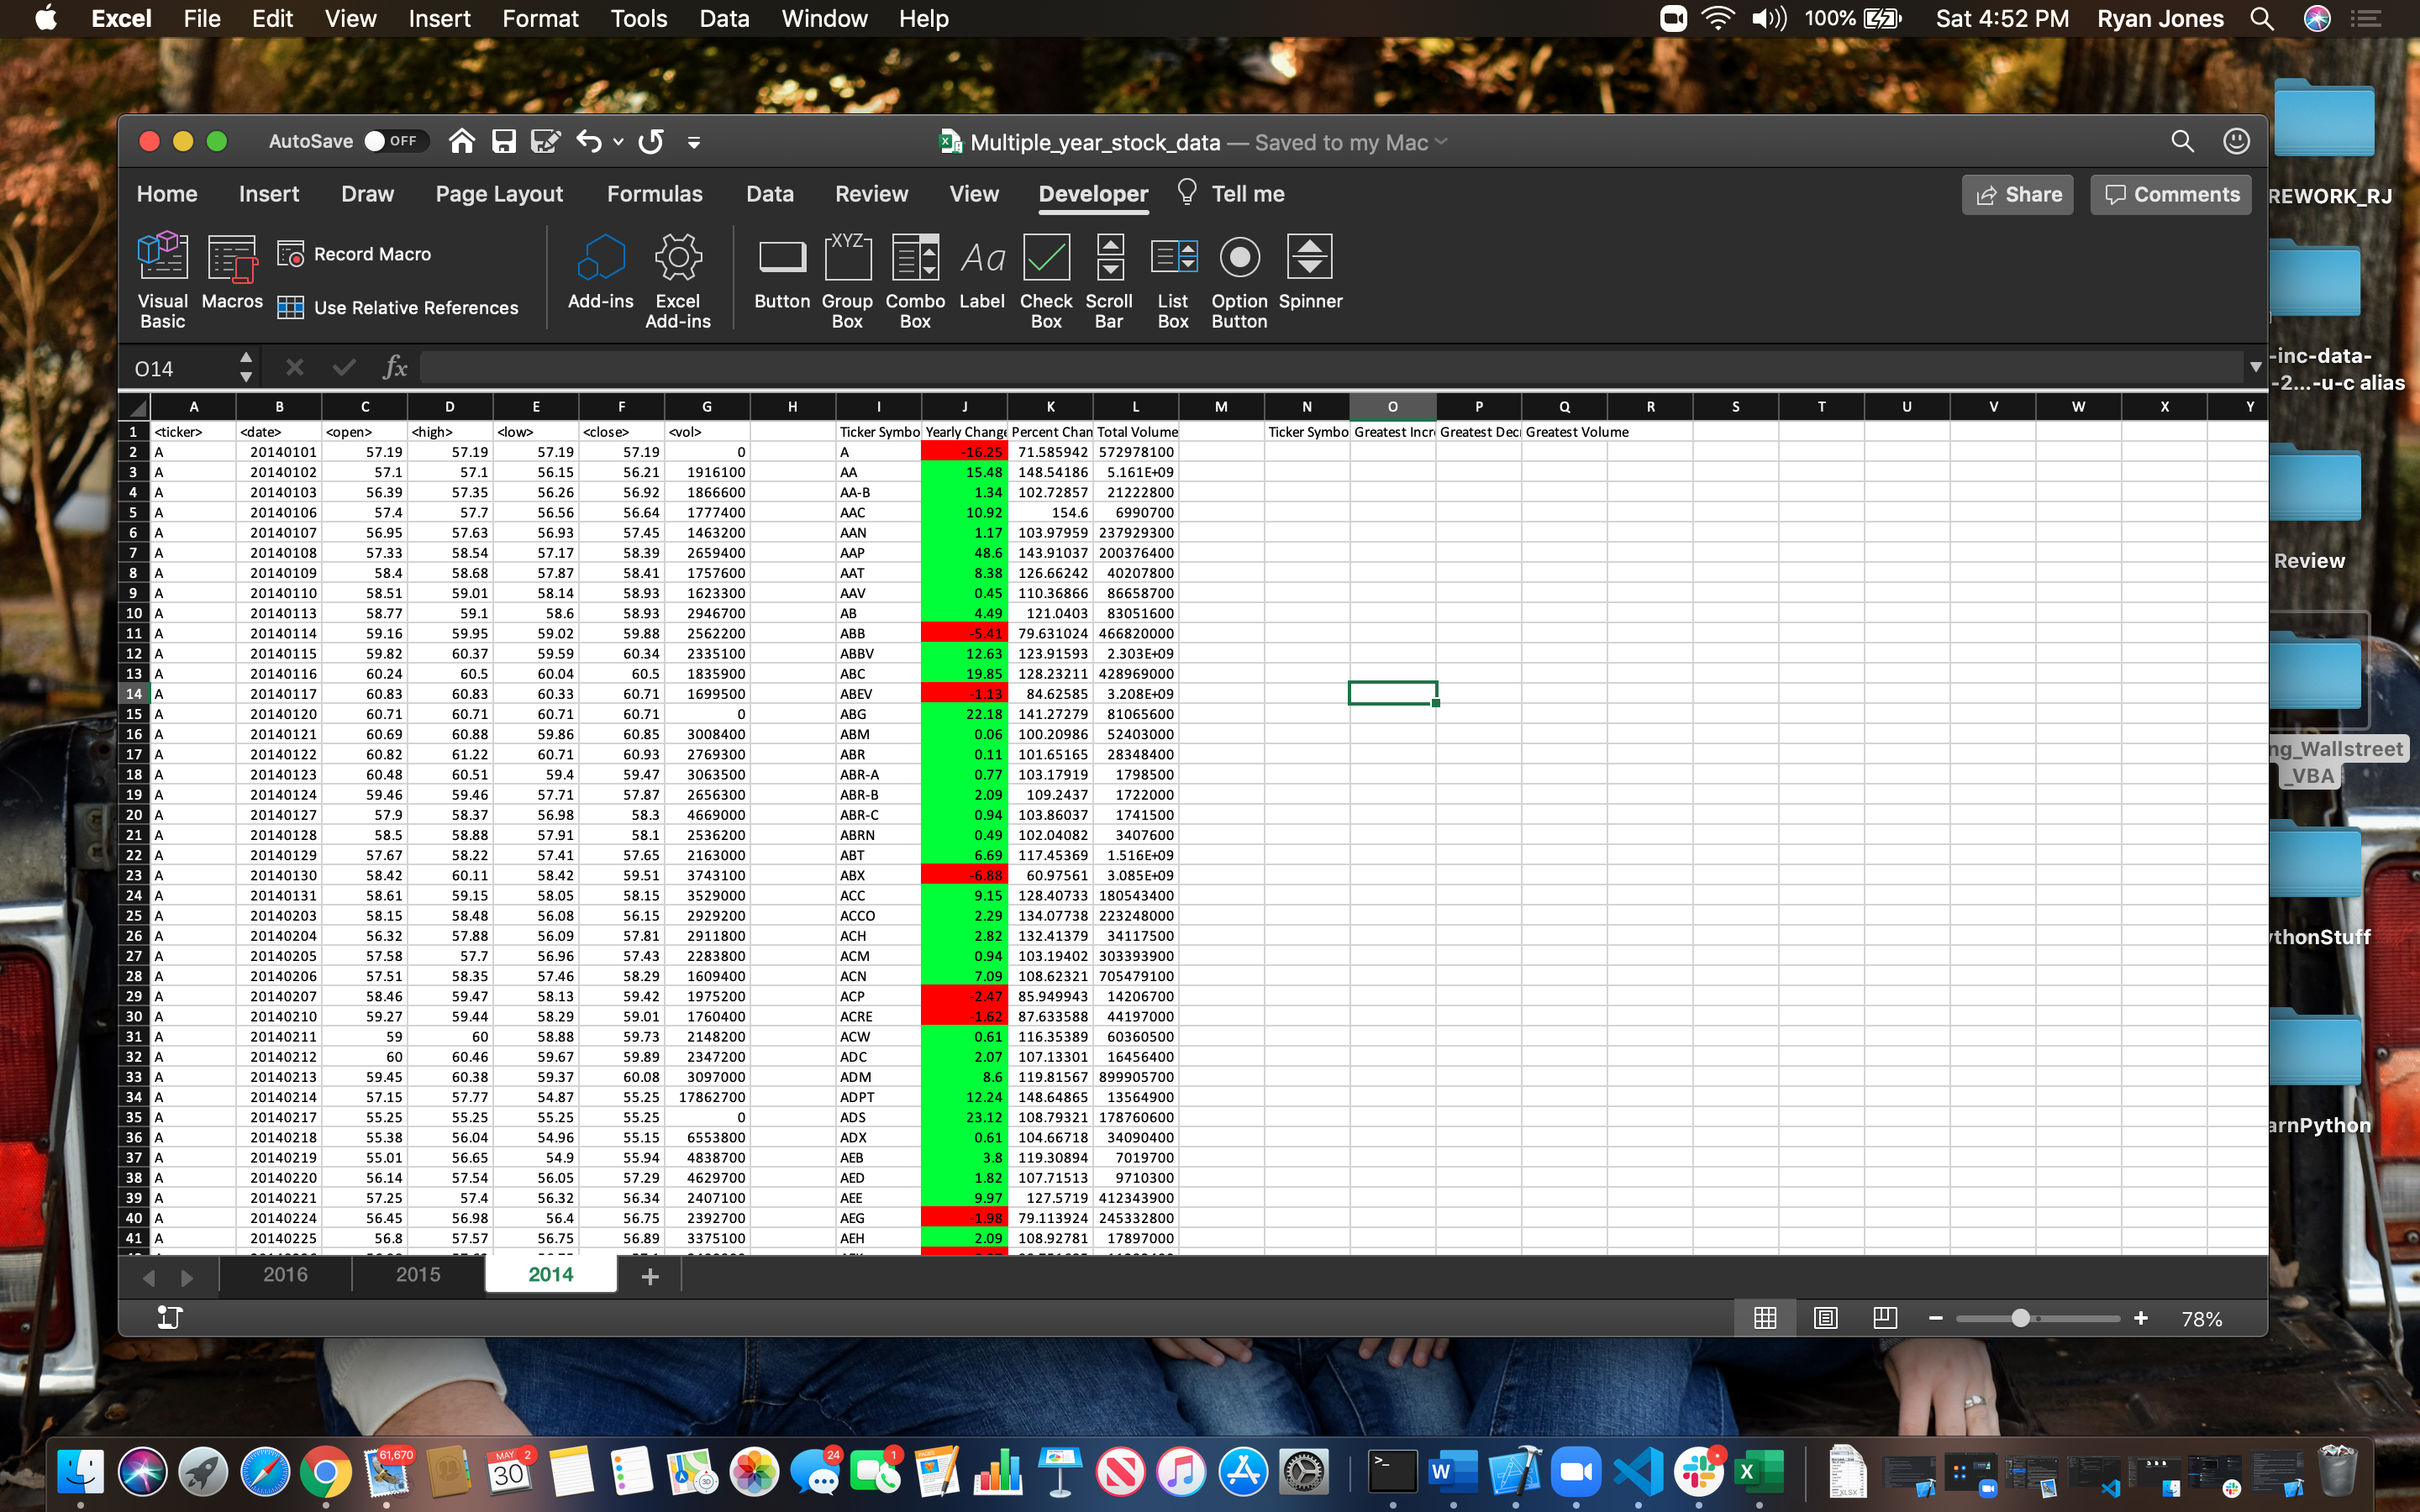 Excel File Edit View Insert Format Tools Data Window Help 100% Sat 4:52 PM Ryan Jones
AutoSave OFF Multiple_year_stock_data — Saved to my Mac
Home Insert Draw Page Layout Formulas Data Review View Developer Tell me Share Comments
Visual Basic Macros Record Macro Use Relative References Add-ins Excel Add-ins Button Group Box Combo Box Label Check Box Scroll Bar List Box Option Button Spinner
O14 fx
A B C D E F G H I J K L M N O P Q R S T U V W X Y
1 <ticker> <date> <open> <high> <low> <close> <vol> Ticker Symbo Yearly Chang Percent Chan Total Volume Ticker Symbo Greatest Incr Greatest Dec Greatest Volume
2 A 20140101 57.19 57.19 57.19 57.19 0 A -16.25 71.585942 572978100
3 A 20140102 57.1 57.1 56.15 56.21 1916100 AA 15.48 148.54186 5.161E+09
4 A 20140103 56.39 57.35 56.26 56.92 1866600 AA-B 1.34 102.72857 21222800
5 A 20140106 57.4 57.7 56.56 56.64 1777400 AAC 10.92 154.6 6990700
6 A 20140107 56.95 57.63 56.93 57.45 1463200 AAN 1.17 103.97959 237929300
7 A 20140108 57.33 58.54 57.17 58.39 2659400 AAP 48.6 143.91037 200376400
8 A 20140109 58.4 58.68 57.87 58.41 1757600 AAT 8.38 126.66242 40207800
9 A 20140110 58.51 59.01 58.14 58.93 1623300 AAV 0.45 110.36866 86658700
10 A 20140113 58.77 59.1 58.6 58.93 2946700 AB 4.49 121.0403 83051600
11 A 20140114 59.16 59.95 59.02 59.88 2562200 ABB -5.41 79.631024 466820000
12 A 20140115 59.82 60.37 59.59 60.34 2335100 ABBV 12.63 123.91593 2.303E+09
13 A 20140116 60.24 60.5 60.04 60.5 1835900 ABC 19.85 128.23211 428969000
14 A 20140117 60.83 60.83 60.33 60.71 1699500 ABEV -1.13 84.62585 3.208E+09
15 A 20140120 60.71 60.71 60.71 60.71 0 ABG 22.18 141.27279 81065600
16 A 20140121 60.69 60.88 59.86 60.85 3008400 ABM 0.06 100.20986 52403000
17 A 20140122 60.82 61.22 60.71 60.93 2769300 ABR 0.11 101.65165 28348400
18 A 20140123 60.48 60.51 59.4 59.47 3063500 ABR-A 0.77 103.17919 1798500
19 A 20140124 59.46 59.46 57.71 57.87 2656300 ABR-B 2.09 109.2437 1722000
20 A 20140127 57.9 58.37 56.98 58.3 4669000 ABR-C 0.94 103.86037 1741500
21 A 20140128 58.5 58.88 57.91 58.1 2536200 ABRN 0.49 102.04082 3407600
22 A 20140129 57.67 58.22 57.41 57.65 2163000 ABT 6.69 117.45369 1.516E+09
23 A 20140130 58.42 60.11 58.42 59.51 3743100 ABX -6.88 60.97561 3.085E+09
24 A 20140131 58.61 59.15 58.05 58.15 3529000 ACC 9.15 128.40733 180543400
25 A 20140203 58.15 58.48 56.08 56.15 2929200 ACCO 2.29 134.07738 223248000
26 A 20140204 56.32 57.88 56.09 57.81 2911800 ACH 2.82 132.41379 34117500
27 A 20140205 57.58 57.7 56.96 57.43 2283800 ACM 0.94 103.19402 303393900
28 A 20140206 57.51 58.35 57.46 58.29 1609400 ACN 7.09 108.62321 705479100
29 A 20140207 58.46 59.47 58.13 59.42 1975200 ACP -2.47 85.949943 14206700
30 A 20140210 59.27 59.44 58.29 59.01 1760400 ACRE -1.62 87.633588 44197000
31 A 20140211 59 60 58.88 59.73 2148200 ACW 0.61 116.35389 60360500
32 A 20140212 60 60.46 59.67 59.89 2347200 ADC 2.07 107.13301 16456400
33 A 20140213 59.45 60.38 59.37 60.08 3097000 ADM 8.6 119.81567 899905700
34 A 20140214 57.15 57.77 54.87 55.25 17862700 ADPT 12.24 148.64865 13564900
35 A 20140217 55.25 55.25 55.25 55.25 0 ADS 23.12 108.79321 178760600
36 A 20140218 55.38 56.04 54.96 55.15 6553800 ADX 0.61 104.66718 34090400
37 A 20140219 55.01 56.65 54.9 55.94 4838700 AEB 3.8 119.30894 7019700
38 A 20140220 56.14 57.54 56.05 57.29 4629700 AED 1.82 107.71513 9710300
39 A 20140221 57.25 57.4 56.32 56.34 2407100 AEE 9.97 127.5719 412343900
40 A 20140224 56.45 56.98 56.4 56.75 2392700 AEG -1.98 79.113924 245332800
41 A 20140225 56.8 57.57 56.75 56.89 3375100 AEH 2.09 108.92781 17897000
2016 2015 2014 +
78%
REWORK_RJ
-inc-data-
-2...-u-c alias
Review
ng_Wallstreet
_VBA
ythonStuff
arnPython
61,670 MAY 30 2 24 1